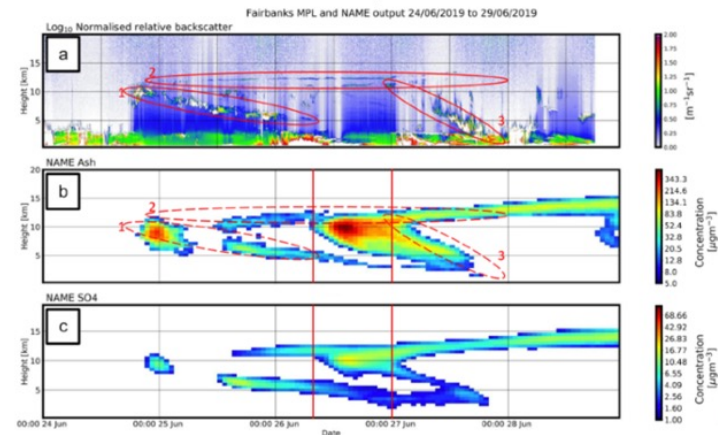 Fairbanks MPL and NAME output 24/06/2019 to 29/06/2019
Log₁₀ Normalised relative backscatter
a
Height [km]
15
10
5
1
2
3
2.00
1.75
1.50
1.25
1.00
0.75
0.50
0.25
0.00
[m⁻¹sr⁻¹]
NAME Ash
b
Height [km]
20
15
10
5
1
2
3
343.3
214.6
134.1
83.8
52.4
32.8
20.5
12.8
8.0
5.0
Concentration
[μgm⁻³]
NAME SO4
c
Height [km]
15
10
5
68.66
42.92
26.83
16.77
10.48
6.55
4.09
2.56
1.60
1.00
Concentration
[μgm⁻³]
00:00 24 Jun
00:00 25 Jun
00:00 26 Jun
00:00 27 Jun
00:00 28 Jun
Date